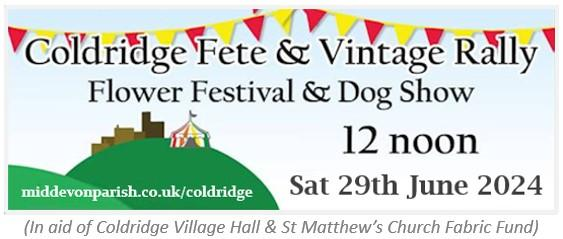 Coldridge Fete & Vintage Rally
Flower Festival & Dog Show
12 noon
middevonparish.co.uk/coldridge
Sat 29th June 2024
(In aid of Coldridge Village Hall & St Matthew's Church Fabric Fund)